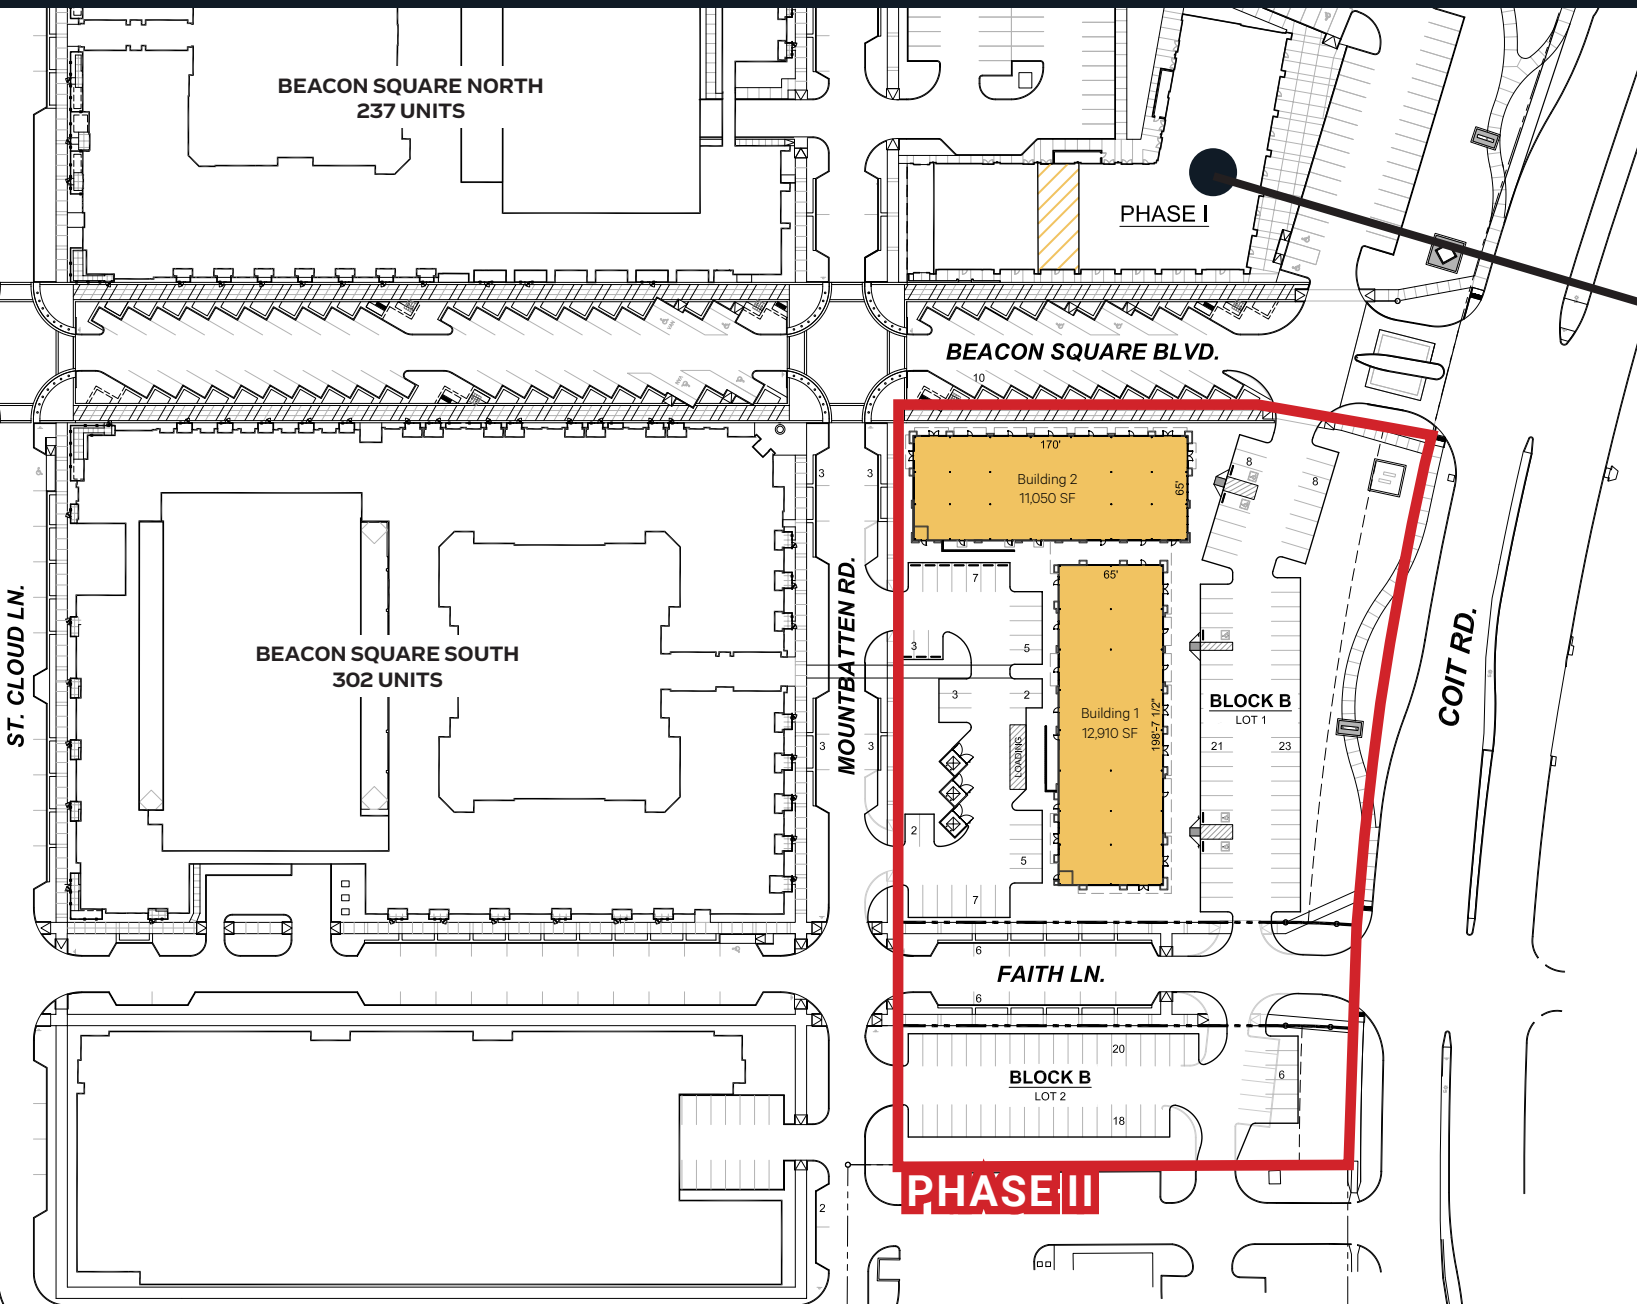 BEACON SQUARE NORTH
237 UNITS
PHASE I
BEACON SQUARE BLVD.
10
170'
Building 2
11,050 SF
65'
8
8
3
3
7
65'
3
5
3
2
BEACON SQUARE SOUTH
302 UNITS
ST. CLOUD LN.
MOUNTBATTEN RD.
COIT RD.
Building 1
12,910 SF
198'-7 1/2"
BLOCK B
LOT 1
LOADING
3
3
21
23
2
5
7
6
FAITH LN.
6
20
BLOCK B
LOT 2
6
18
PHASE II
2